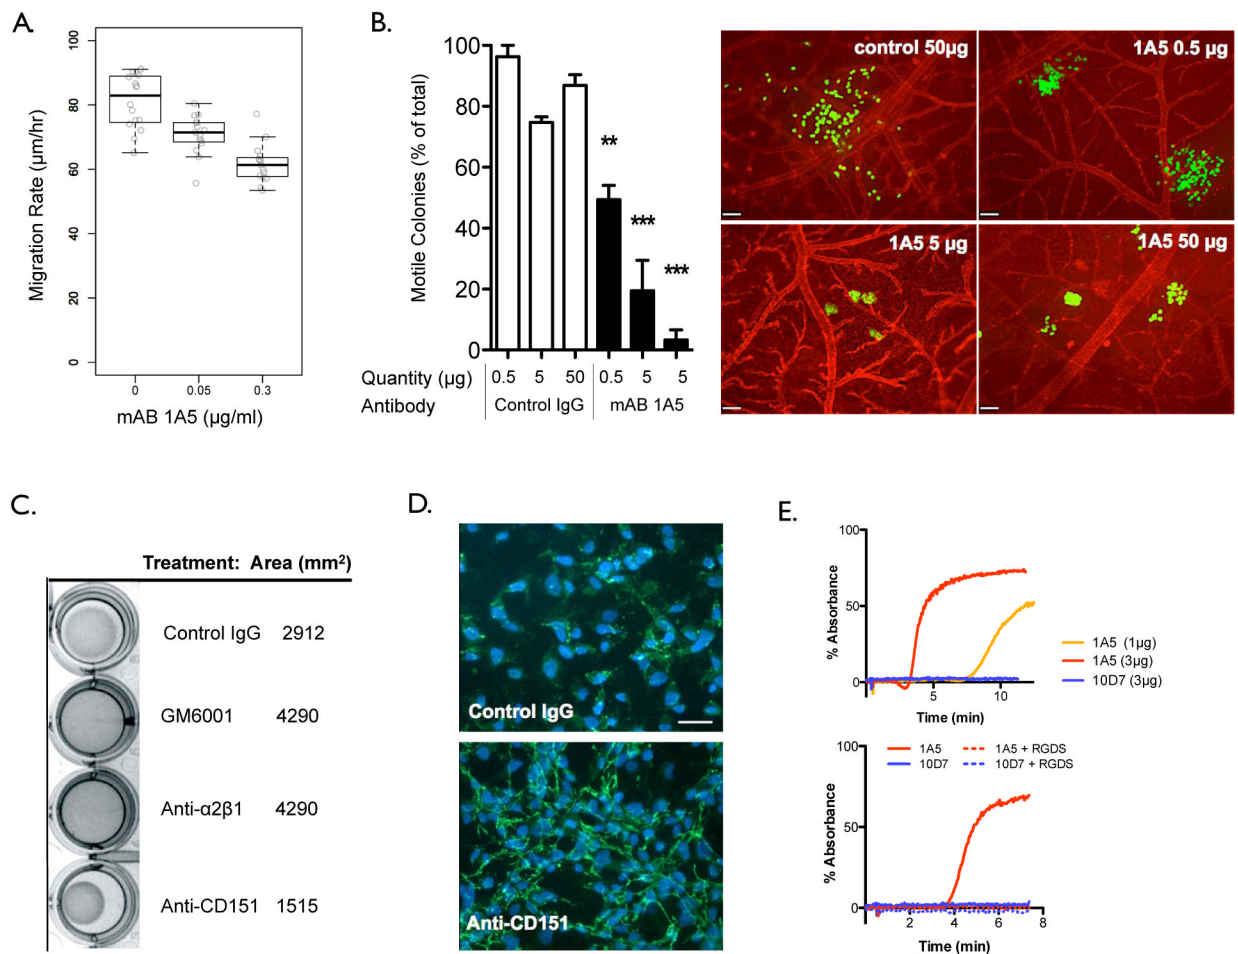 A.
Migration Rate (µm/hr)
100
80
60
40
20
0
0 0.05 0.3
mAB 1A5 (µg/ml)
B.
Motile Colonies (% of total)
100
80
60
40
20
0
**
***
***
Quantity (µg) 0.5 5 50 0.5 5 5
Antibody Control IgG mAB 1A5
control 50µg
1A5 0.5 µg
1A5 5 µg
1A5 50 µg
C.
Treatment: Area (mm²)
Control IgG 2912
GM6001 4290
Anti-α2β1 4290
Anti-CD151 1515
D.
Control IgG
Anti-CD151
E.
% Absorbance
100
50
0
5 10
Time (min)
1A5 (1µg)
1A5 (3µg)
10D7 (3µg)
% Absorbance
100
50
0
1A5 1A5 + RGDS
10D7 10D7 + RGDS
2 4 6 8
Time (min)